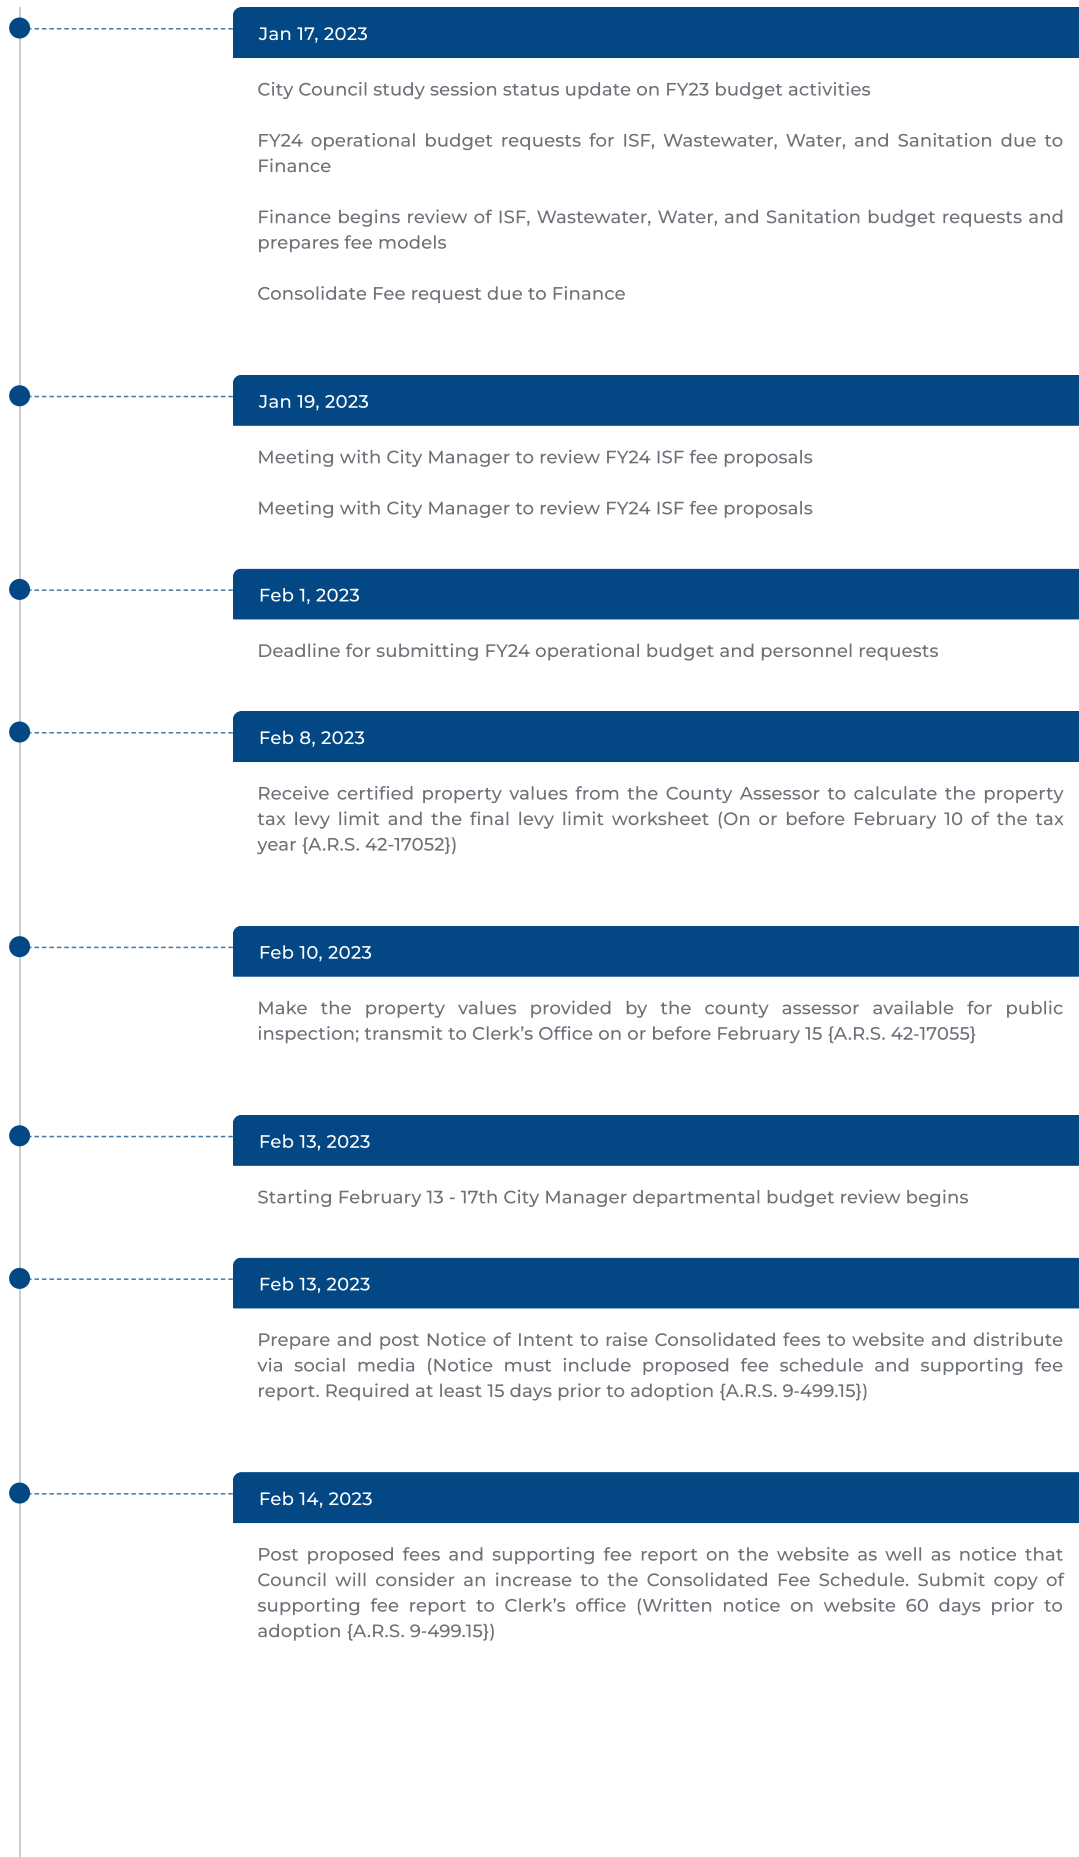 Jan 17, 2023
City Council study session status update on FY23 budget activities
FY24 operational budget requests for ISF, Wastewater, Water, and Sanitation due to
Finance
Finance begins review of ISF, Wastewater, Water, and Sanitation budget requests and
prepares fee models
Consolidate Fee request due to Finance
Jan 19, 2023
Meeting with City Manager to review FY24 ISF fee proposals
Meeting with City Manager to review FY24 ISF fee proposals
Feb 1, 2023
Deadline for submitting FY24 operational budget and personnel requests
Feb 8, 2023
Receive certified property values from the County Assessor to calculate the property
tax levy limit and the final levy limit worksheet (On or before February 10 of the tax
year {A.R.S. 42-17052})
Feb 10, 2023
Make the property values provided by the county assessor available for public
inspection; transmit to Clerk’s Office on or before February 15 {A.R.S. 42-17055}
Feb 13, 2023
Starting February 13 - 17th City Manager departmental budget review begins
Feb 13, 2023
Prepare and post Notice of Intent to raise Consolidated fees to website and distribute
via social media (Notice must include proposed fee schedule and supporting fee
report. Required at least 15 days prior to adoption {A.R.S. 9-499.15})
Feb 14, 2023
Post proposed fees and supporting fee report on the website as well as notice that
Council will consider an increase to the Consolidated Fee Schedule. Submit copy of
supporting fee report to Clerk’s office (Written notice on website 60 days prior to
adoption {A.R.S. 9-499.15})